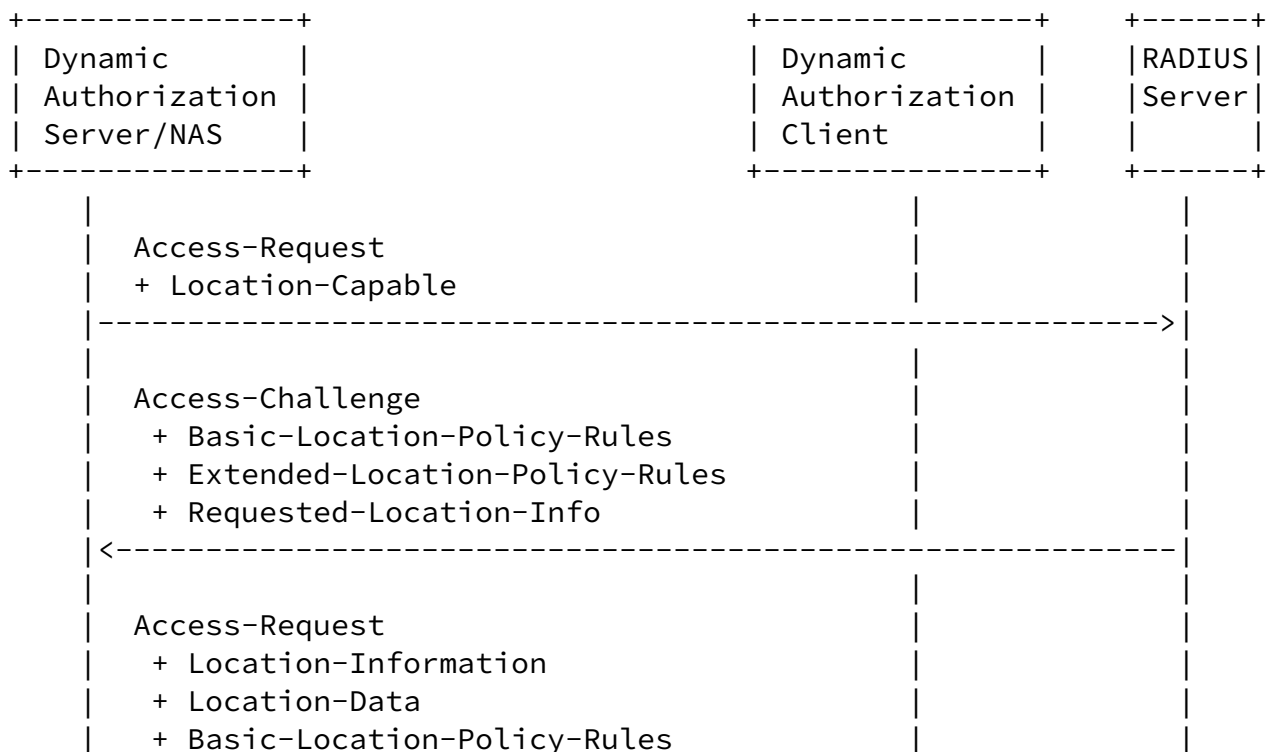 +---------------+                        +---------------+    +------+
| Dynamic       |                        | Dynamic       |    |RADIUS|
| Authorization |                        | Authorization |    |Server|
| Server/NAS    |                        | Client        |    |      |
+---------------+                        +---------------+    +------+
    |                                             |              |
    |  Access-Request                             |              |
    |  + Location-Capable                         |              |
    |----------------------------------------------------------->|
    |                                             |              |
    |  Access-Challenge                           |              |
    |   + Basic-Location-Policy-Rules             |              |
    |   + Extended-Location-Policy-Rules          |              |
    |   + Requested-Location-Info                 |              |
    |<-----------------------------------------------------------|
    |                                             |              |
    |  Access-Request                             |              |
    |   + Location-Information                    |              |
    |   + Location-Data                           |              |
    |   + Basic-Location-Policy-Rules             |              |